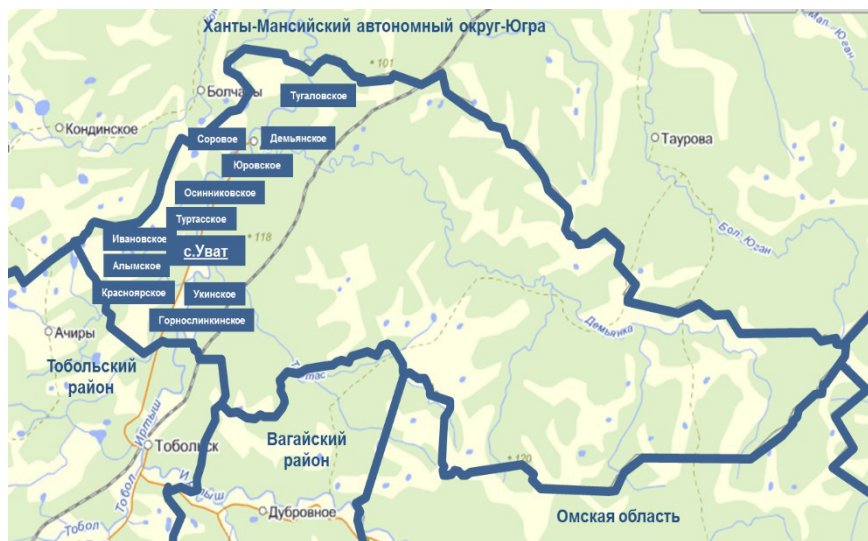 Ханты-Мансийский автономный округ-Югра
101
Болчары
Тугаловское
Кондинское
Соровое
Демьянское
Таурова
Юровское
Осинниковское
Туртасское
Ивановское
118
с.Уват
Бол. Юган
Алымское
Красноярское
Укинское
Горнослинкинское
Демьянка
Ачиры
Тобольский
район
Иртыш
Вагайский
район
Тобольск
120
Тобол
Дубровное
Омская область
Тобол